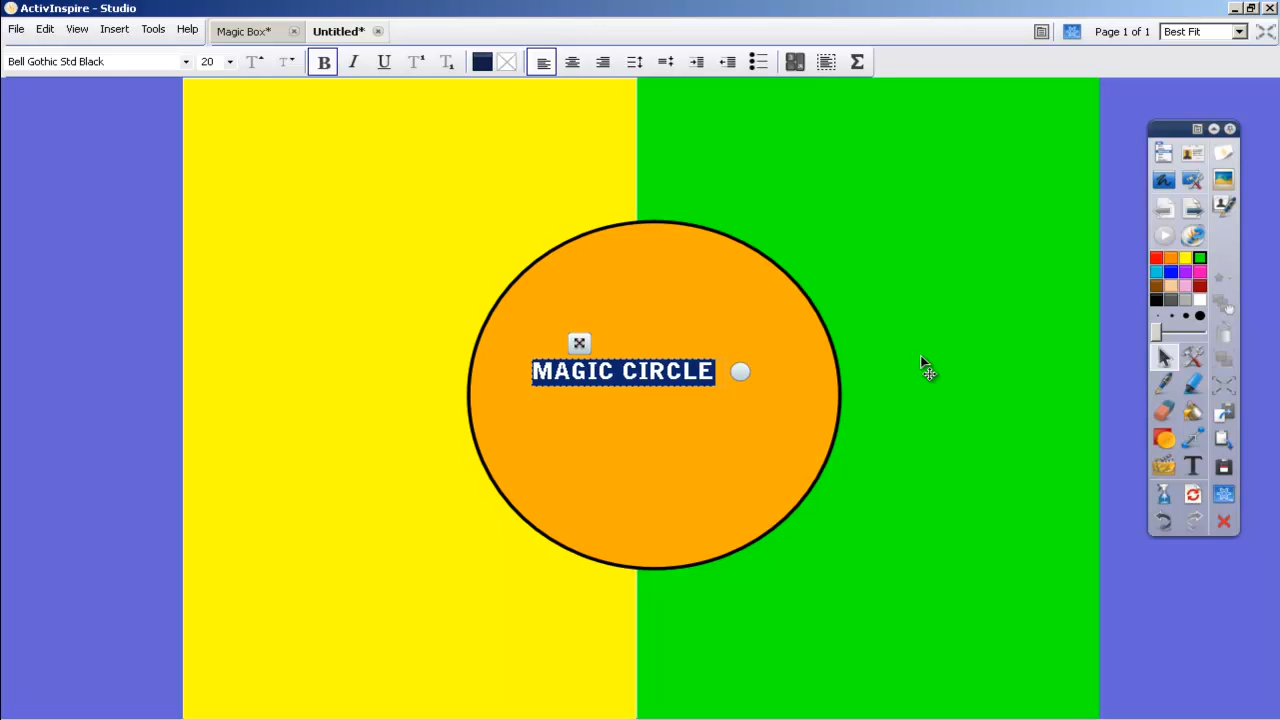 ActivInspire - Studio
File Edit View Insert Tools Help Magic Box* Untitled* Page 1 of 1 Best Fit
Bell Gothic Std Black 20 B I U T T Σ
MAGIC CIRCLE
T